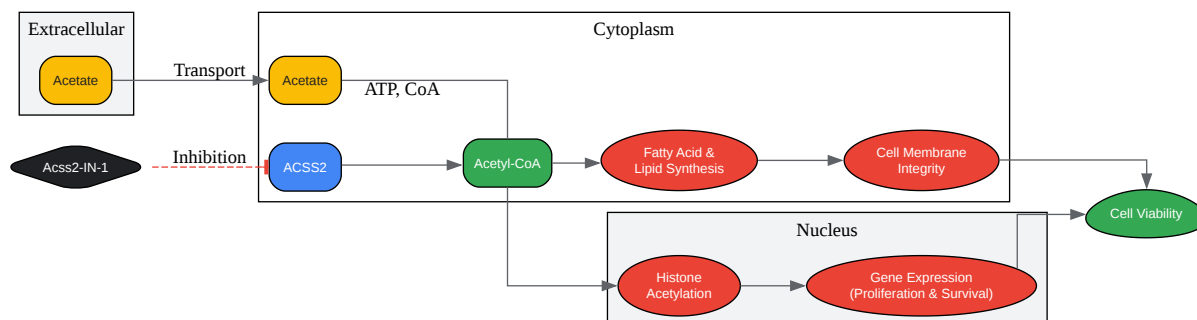 Extracellular
Cytoplasm
Acetate
Transport
Acetate
ATP, CoA
Acss2-IN-1
Inhibition
ACSS2
Acetyl-CoA
Fatty Acid &
Lipid Synthesis
Cell Membrane
Integrity
Cell Viability
Nucleus
Histone
Acetylation
Gene Expression
(Proliferation & Survival)